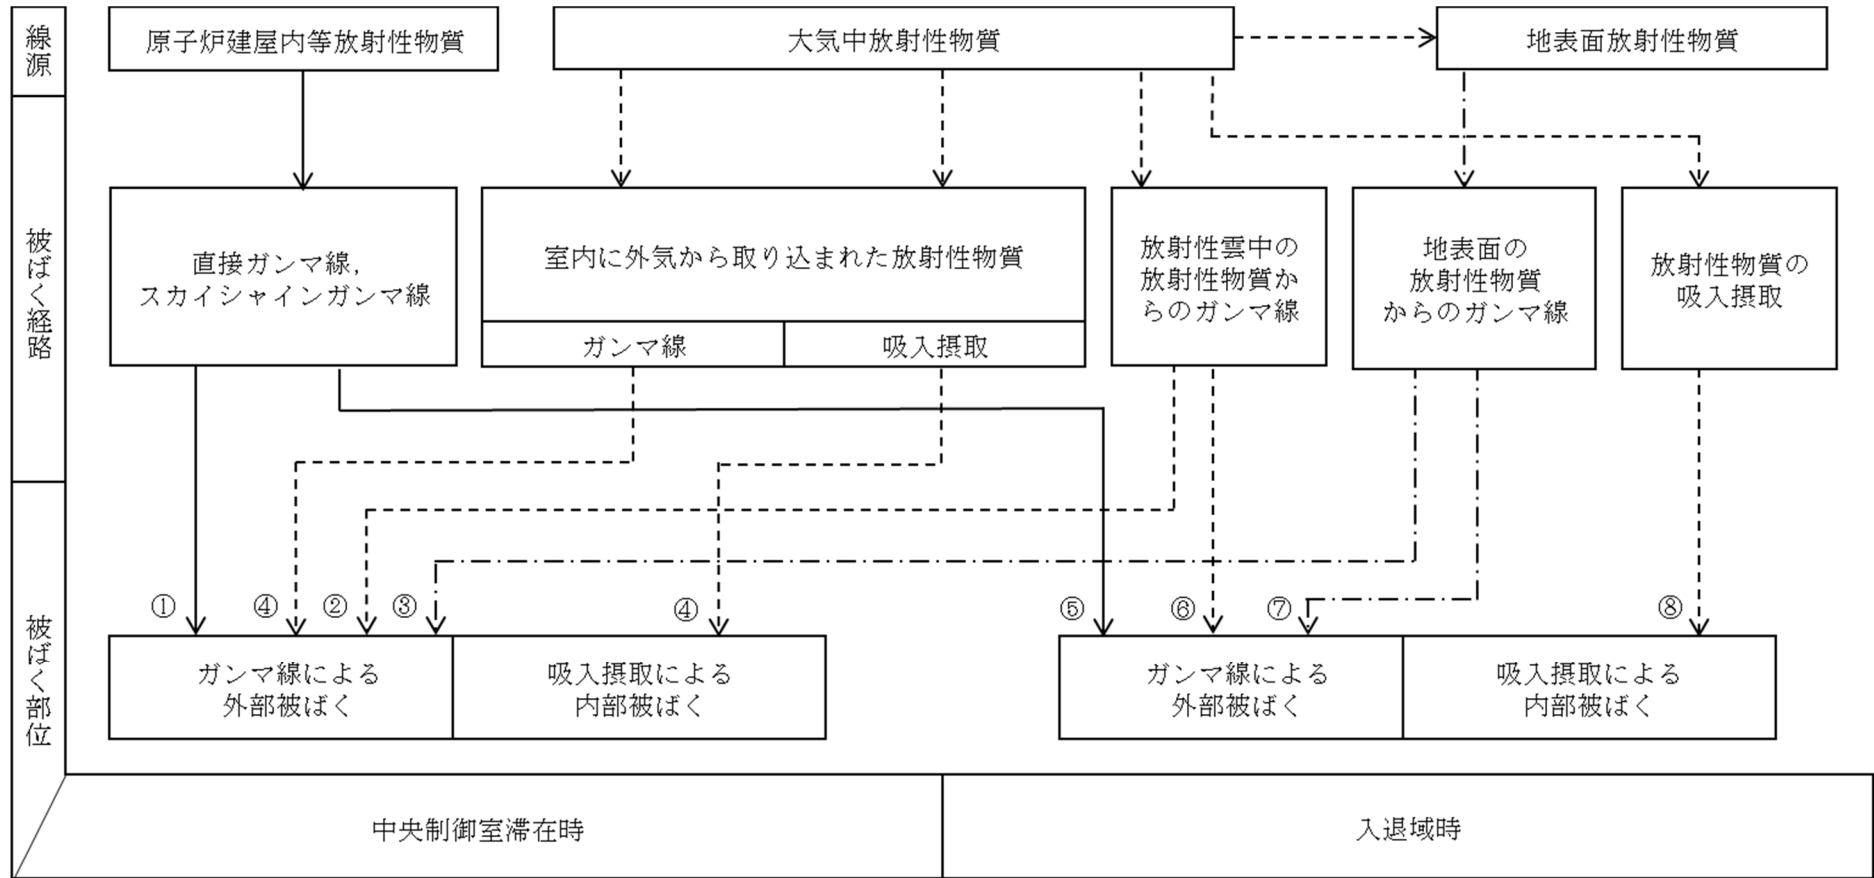 線源
原子炉建屋内等放射性物質
大気中放射性物質
地表面放射性物質
被ばく経路
直接ガンマ線，
スカイシャインガンマ線
室内に外気から取り込まれた放射性物質
ガンマ線
吸入摂取
放射性雲中の
放射性物質か
らのガンマ線
地表面の
放射性物質
からのガンマ線
放射性物質の
吸入摂取
被ばく部位
①
④
②
③
④
⑤
⑥
⑦
⑧
ガンマ線による
外部被ばく
吸入摂取による
内部被ばく
ガンマ線による
外部被ばく
吸入摂取による
内部被ばく
中央制御室滞在時
入退域時